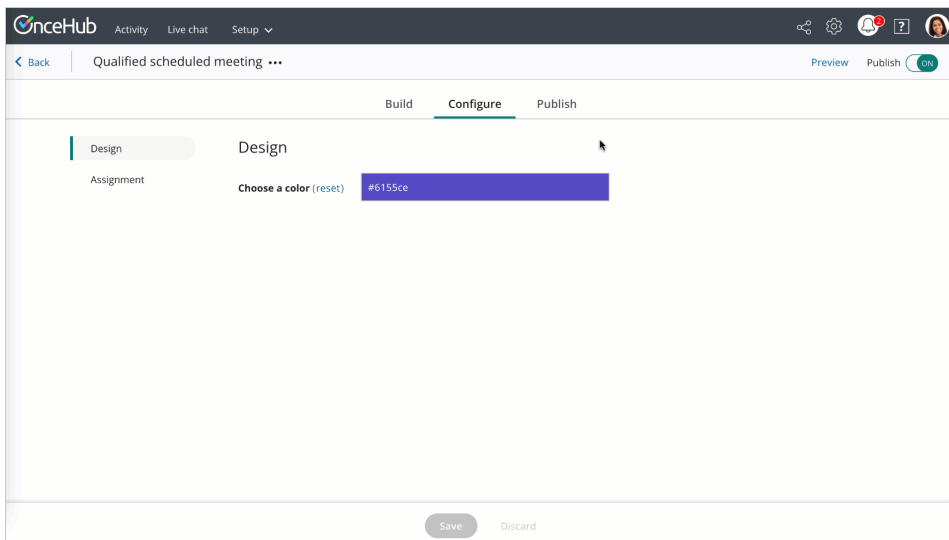 OnceHub Activity Live chat Setup
2 ?
Back Qualified scheduled meeting ••• Preview Publish ON
Build Configure Publish
Design Design
Assignment
Choose a color (reset) #6155ce
Save Discard